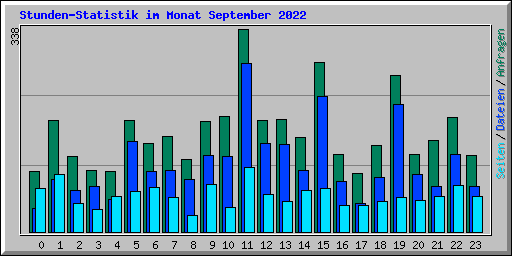 Stunden-Statistik im Monat September 2022
338
Seiten / Dateien / Anfragen
0 1 2 3 4 5 6 7 8 9 10 11 12 13 14 15 16 17 18 19 20 21 22 23